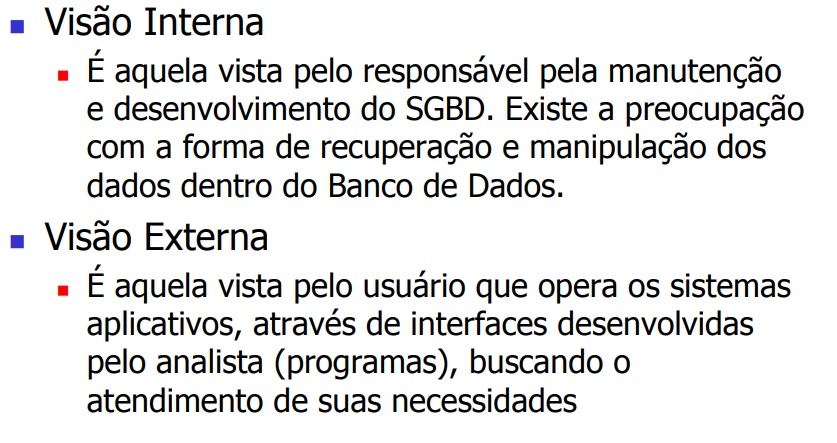 Visão Interna
É aquela vista pelo responsável pela manutenção
e desenvolvimento do SGBD. Existe a preocupação
com a forma de recuperação e manipulação dos
dados dentro do Banco de Dados.
Visão Externa
É aquela vista pelo usuário que opera os sistemas
aplicativos, através de interfaces desenvolvidas
pelo analista (programas), buscando o
atendimento de suas necessidades